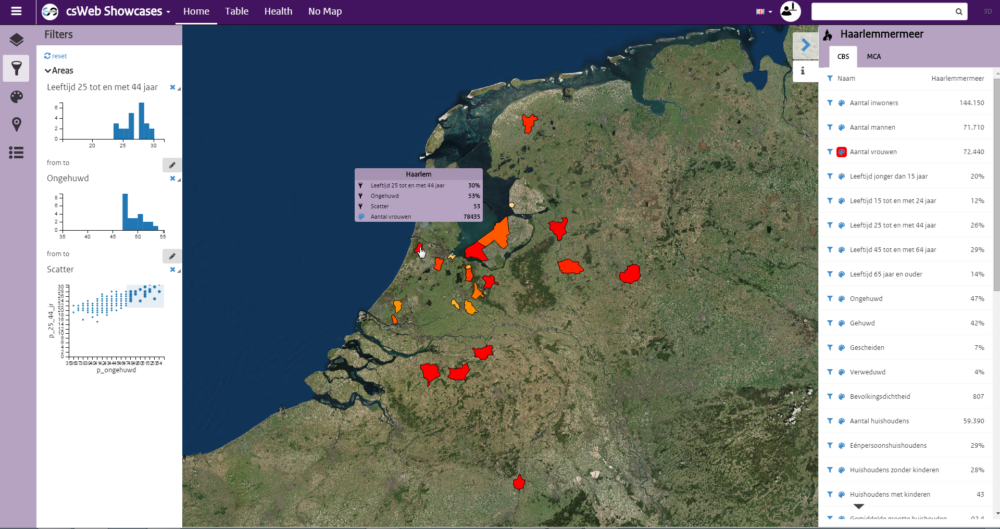 csWeb Showcases
Home
Table
Health
No Map
3D
Filters
reset
Areas
Leeftijd 25 tot en met 44 jaar
6
4
2
0
20
25
30
from to
Ongehuwd
8
6
4
2
0
35
40
45
50
55
from to
Scatter
30
28
26
24
22
20
18
16
14
12
10
8
6
4
2
0
p_25_44_jr
p_ongehuwd
Haarlem
Leeftijd 25 tot en met 44 jaar 30%
Ongehuwd 53%
Scatter 53
Aantal vrouwen 78435
i
Haarlemmermeer
CBS MCA
Naam Haarlemmermeer
Aantal inwoners 144.150
Aantal mannen 71.710
Aantal vrouwen 72.440
Leeftijd jonger dan 15 jaar 20%
Leeftijd 15 tot en met 24 jaar 12%
Leeftijd 25 tot en met 44 jaar 26%
Leeftijd 45 tot en met 64 jaar 29%
Leeftijd 65 jaar en ouder 14%
Ongehuwd 47%
Gehuwd 42%
Gescheiden 7%
Verweduwd 4%
Bevolkingsdichtheid 807
Aantal huishoudens 59.390
Eénpersoonshuishoudens 29%
Huishoudens zonder kinderen 28%
Huishoudens met kinderen 43
Gemiddelde grootte huishouden